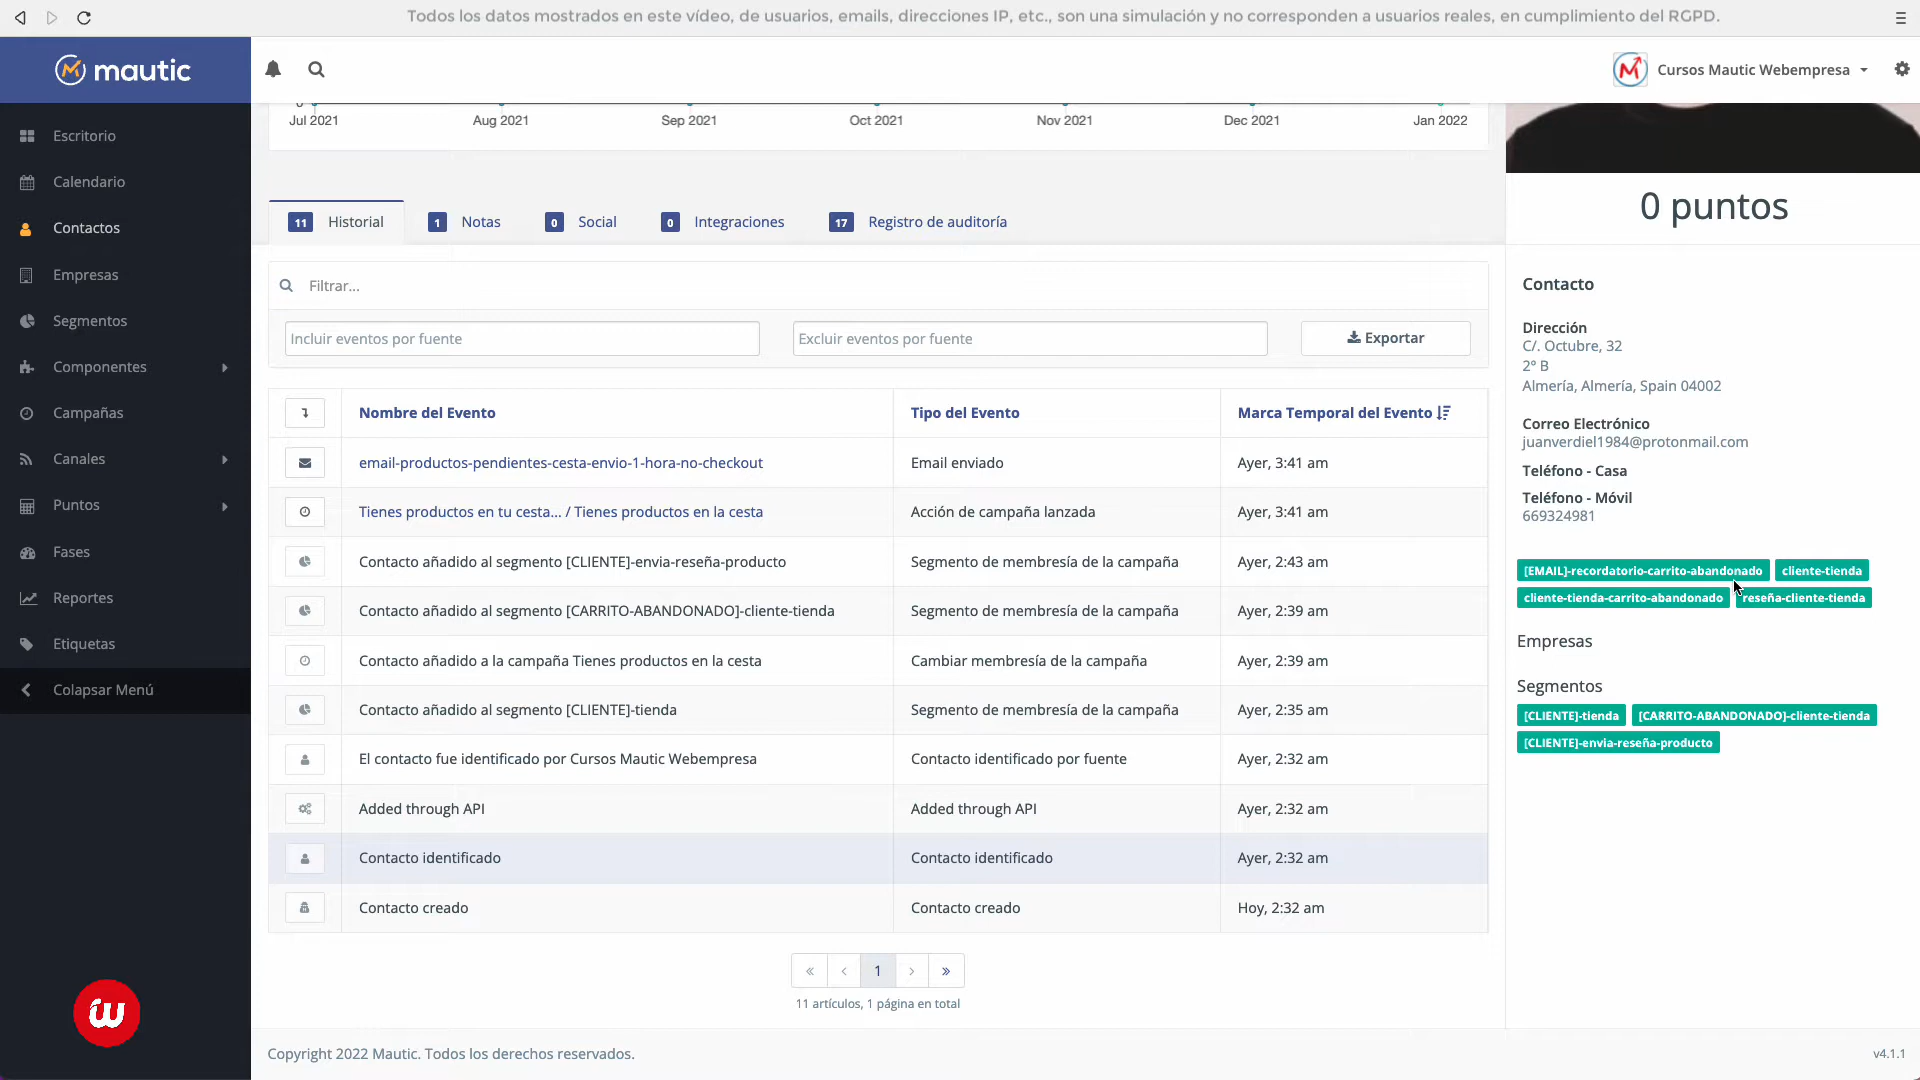 Todos los datos mostrados en este vídeo, de usuarios, emails, direcciones IP, etc., son una simulación y no corresponden a usuarios reales, en cumplimiento del RGPD.
mautic
Cursos Mautic Webempresa
Escritorio
Calendario
Contactos
Empresas
Segmentos
Componentes
Campañas
Canales
Puntos
Fases
Reportes
Etiquetas
Colapsar Menú
0
Jul 2021 Aug 2021 Sep 2021 Oct 2021 Nov 2021 Dec 2021 Jan 2022
11 Historial 1 Notas 0 Social 0 Integraciones 17 Registro de auditoría
Filtrar...
Incluir eventos por fuente Excluir eventos por fuente Exportar
Nombre del Evento Tipo del Evento Marca Temporal del Evento
email-productos-pendientes-cesta-envio-1-hora-no-checkout Email enviado Ayer, 3:41 am
Tienes productos en tu cesta... / Tienes productos en la cesta Acción de campaña lanzada Ayer, 3:41 am
Contacto añadido al segmento [CLIENTE]-envia-reseña-producto Segmento de membresía de la campaña Ayer, 2:43 am
Contacto añadido al segmento [CARRITO-ABANDONADO]-cliente-tienda Segmento de membresía de la campaña Ayer, 2:39 am
Contacto añadido a la campaña Tienes productos en la cesta Cambiar membresía de la campaña Ayer, 2:39 am
Contacto añadido al segmento [CLIENTE]-tienda Segmento de membresía de la campaña Ayer, 2:35 am
El contacto fue identificado por Cursos Mautic Webempresa Contacto identificado por fuente Ayer, 2:32 am
Added through API Added through API Ayer, 2:32 am
Contacto identificado Contacto identificado Ayer, 2:32 am
Contacto creado Contacto creado Hoy, 2:32 am
« ‹ 1 › »
11 artículos, 1 página en total
0 puntos
Contacto
Dirección
C/. Octubre, 32
2º B
Almería, Almería, Spain 04002
Correo Electrónico
juanverdiel1984@protonmail.com
Teléfono - Casa
Teléfono - Móvil
669324981
[EMAIL]-recordatorio-carrito-abandonado cliente-tienda
cliente-tienda-carrito-abandonado reseña-cliente-tienda
Empresas
Segmentos
[CLIENTE]-tienda [CARRITO-ABANDONADO]-cliente-tienda
[CLIENTE]-envia-reseña-producto
w
Copyright 2022 Mautic. Todos los derechos reservados.
v4.1.1